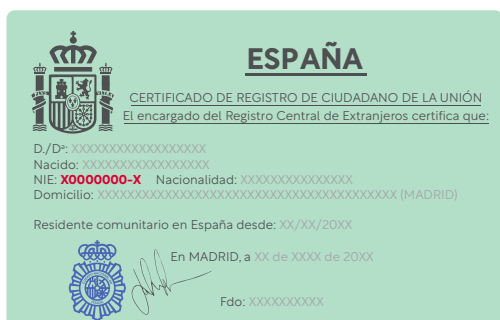 ESPAÑA
CERTIFICADO DE REGISTRO DE CIUDADANO DE LA UNIÓN
El encargado del Registro Central de Extranjeros certifica que:
D./Dª: XXXXXXXXXXXXXXXXXX
Nacido: XXXXXXXXXXXXXXXXX
NIE: X0000000-X Nacionalidad: XXXXXXXXXXXXXXX
Domicilio: XXXXXXXXXXXXXXXXXXXXXXXXXXXXXXXXXXXXXXXX (MADRID)
Residente comunitario en España desde: XX/XX/20XX
En MADRID, a XX de XXXX de 20XX
Fdo: XXXXXXXXXX